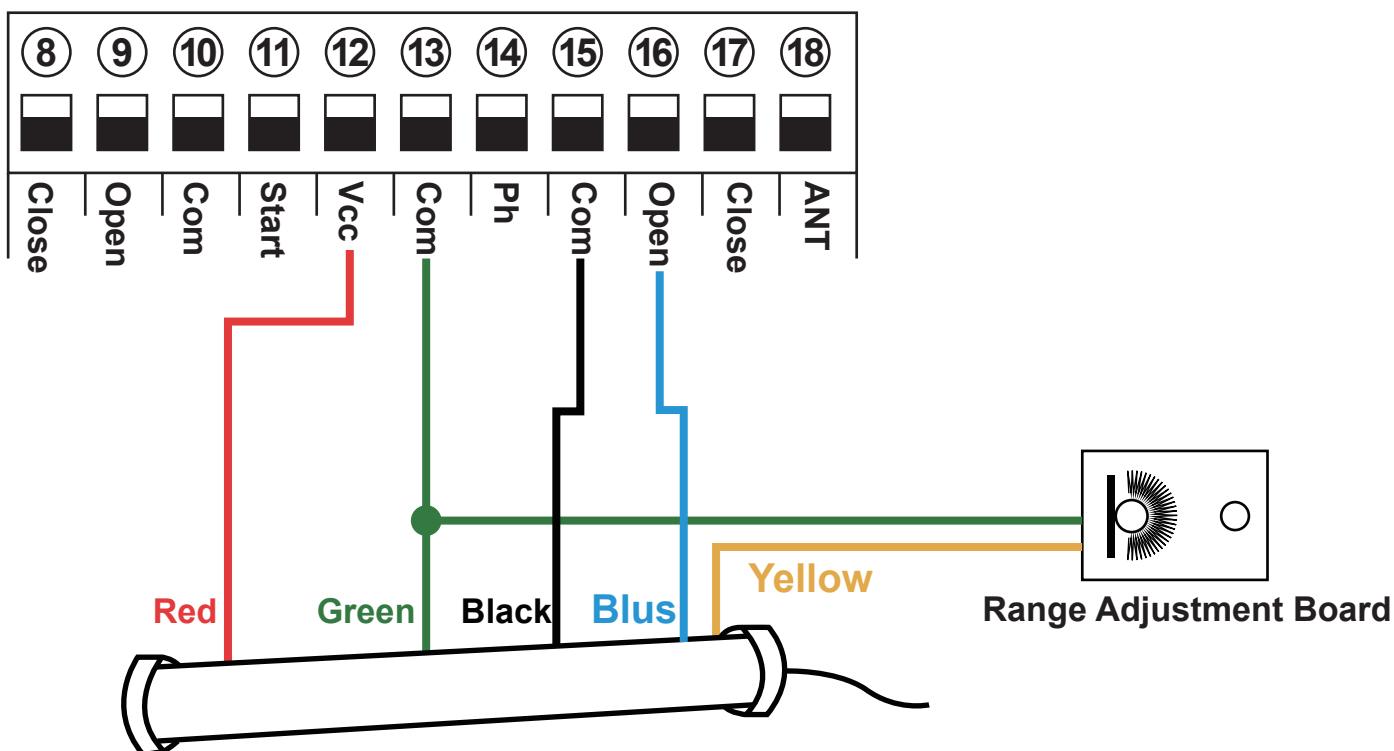 8 9 10 11 12 13 14 15 16 17 18
Close Open Com Start Vcc Com Ph Com Open Close ANT
Yellow
Red Green Black Blus Range Adjustment Board